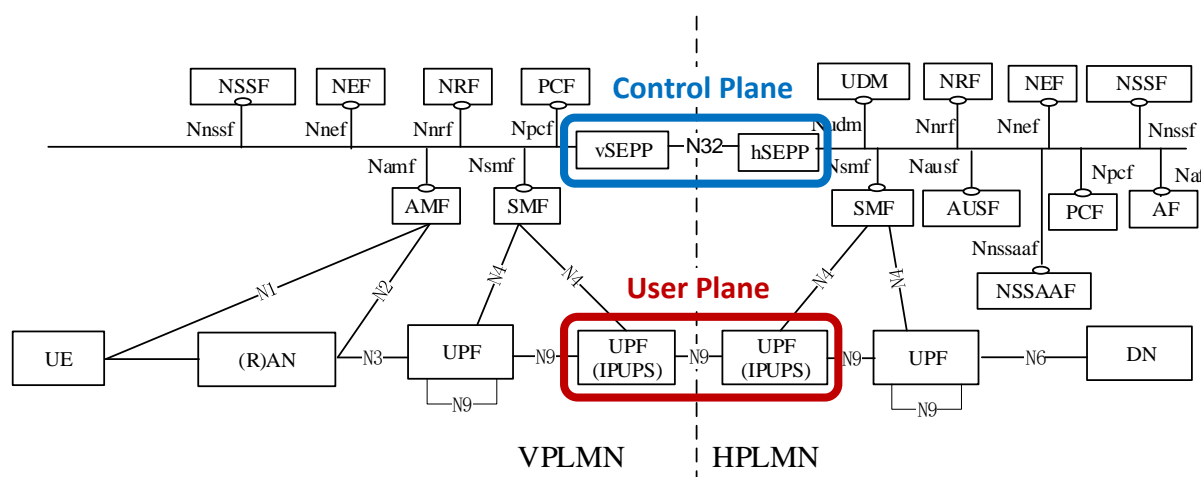 NSSF
NEF
NRF
PCF
Control Plane
UDM
NRF
NEF
NSSF
Nnssf
Nnef
Nnrf
Npcf
Nudm
Nnrf
Nnef
Nnssf
vSEPP
N32
hSEPP
Namf
Nsmf
Nsmf
Nausf
Npcf
Naf
AMF
SMF
SMF
AUSF
PCF
AF
Nnssaaf
N1
N2
N4
N4
User Plane
N4
N4
NSSAAF
UE
(R)AN
N3
UPF
N9
UPF
(IPUPS)
N9
UPF
(IPUPS)
N9
UPF
N6
DN
N9
N9
VPLMN
HPLMN